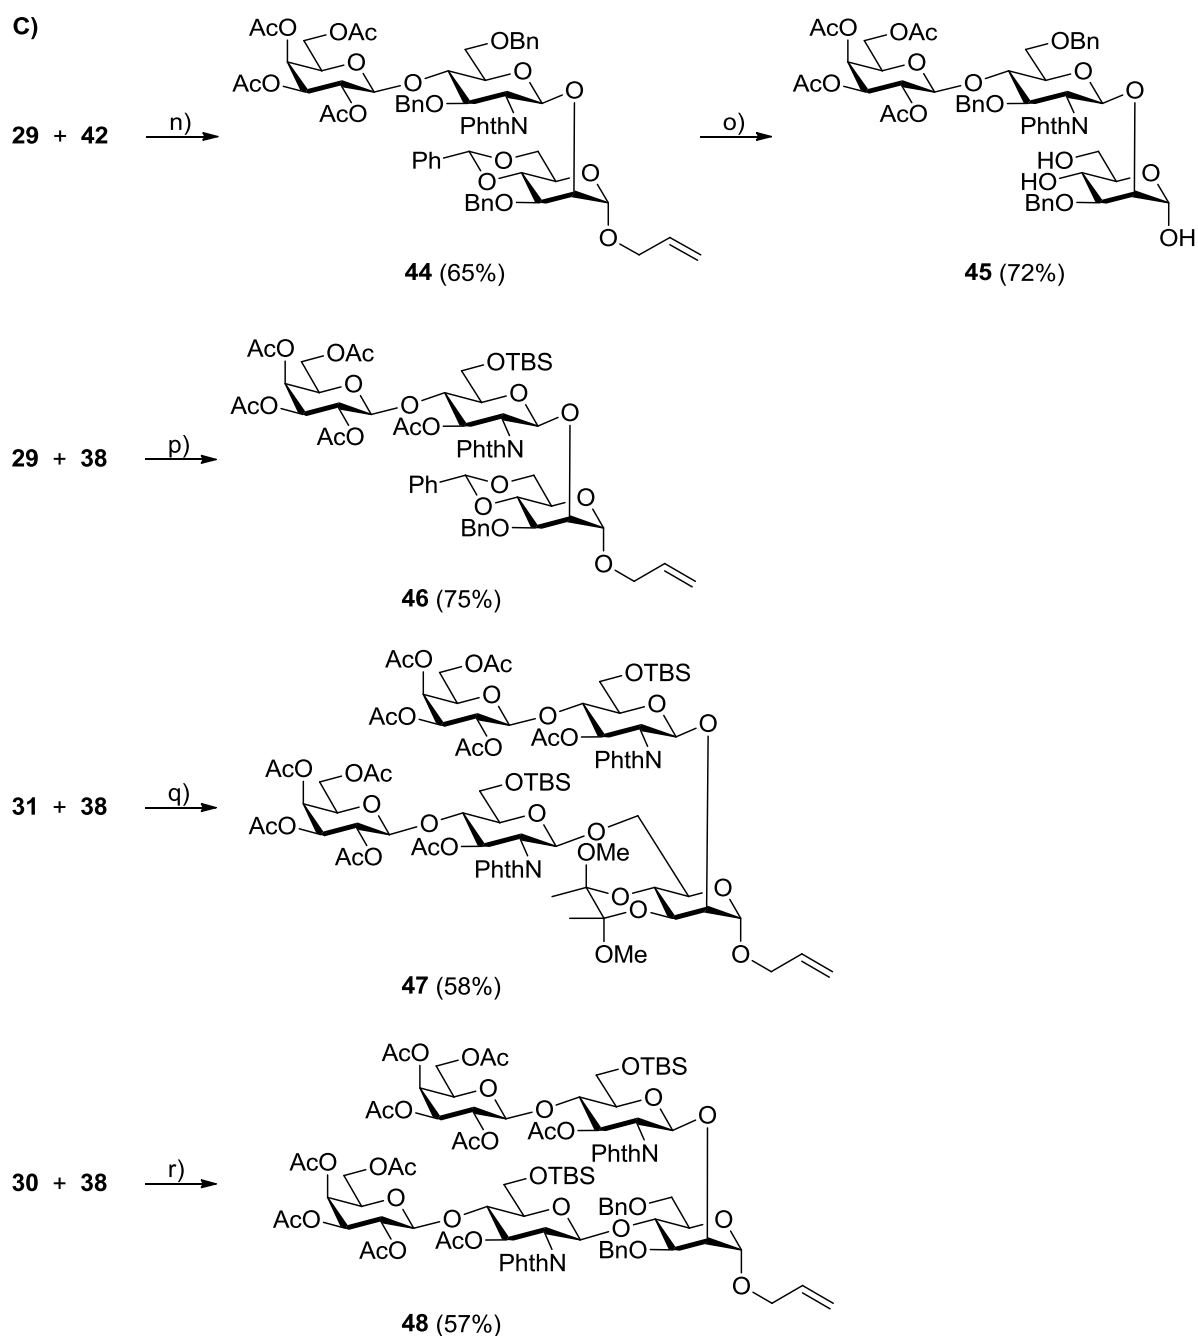 C)
AcO OAc OBn AcO OAc OBn
AcO O O O O AcO O O O O
AcO BnO PhthN AcO BnO PhthN
29 + 42 n) o)
Ph O O HO O
O HO
BnO BnO
O OH
44 (65%) 45 (72%)
AcO OAc OTBS
AcO O O O O
AcO AcO PhthN
29 + 38 p)
Ph O O
O
BnO
O
46 (75%)
AcO OAc OTBS
AcO O O O O
AcO AcO PhthN
AcO OAc OTBS
31 + 38 q)
AcO O O O O
AcO AcO PhthN OMe
O O
O
O
OMe
47 (58%)
AcO OAc OTBS
AcO O O O O
AcO AcO PhthN
AcO OAc OTBS
30 + 38 r)
AcO O O O BnO O O
AcO AcO PhthN BnO
O
48 (57%)